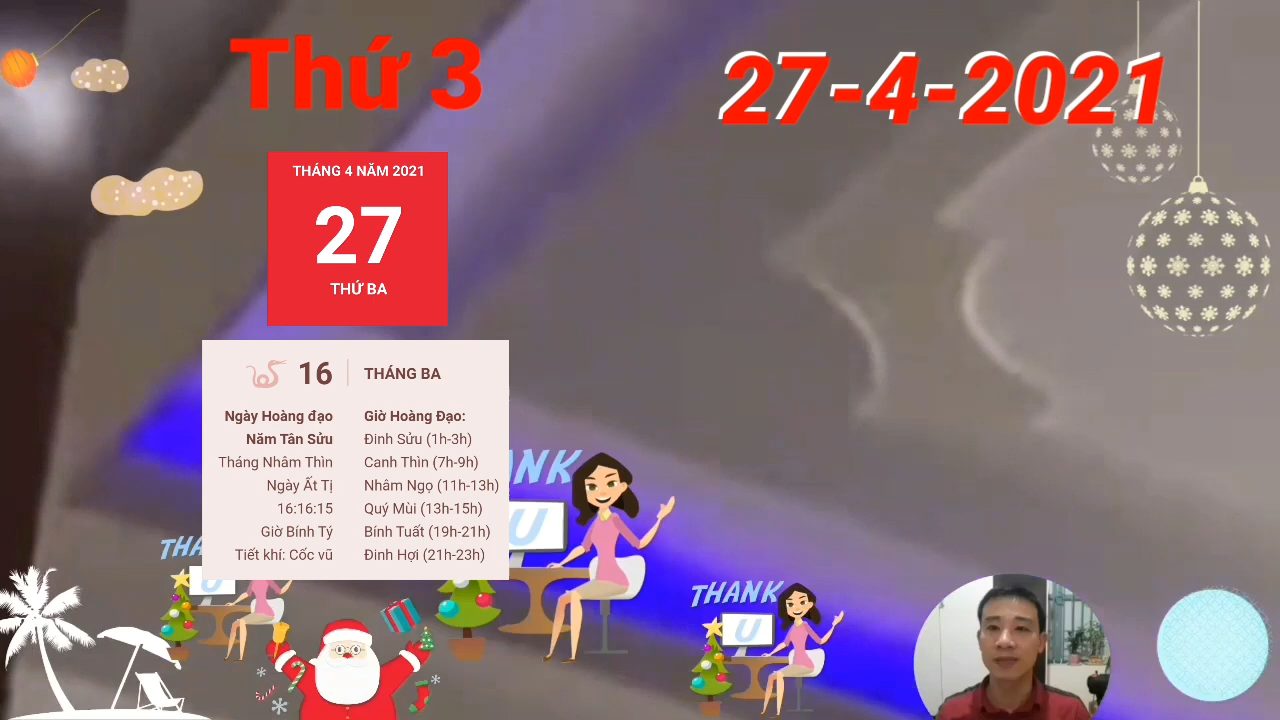 Thứ 3
27-4-2021
THÁNG 4 NĂM 2021
27
THỨ BA
16
THÁNG BA
Ngày Hoàng đạo
Năm Tân Sửu
Tháng Nhâm Thìn
Ngày Ất Tị
16:16:15
Giờ Bính Tý
Tiết khí: Cốc vũ
Giờ Hoàng Đạo:
Đinh Sửu (1h-3h)
Canh Thìn (7h-9h)
Nhâm Ngọ (11h-13h)
Quý Mùi (13h-15h)
Bính Tuất (19h-21h)
Đinh Hợi (21h-23h)
THANK
U